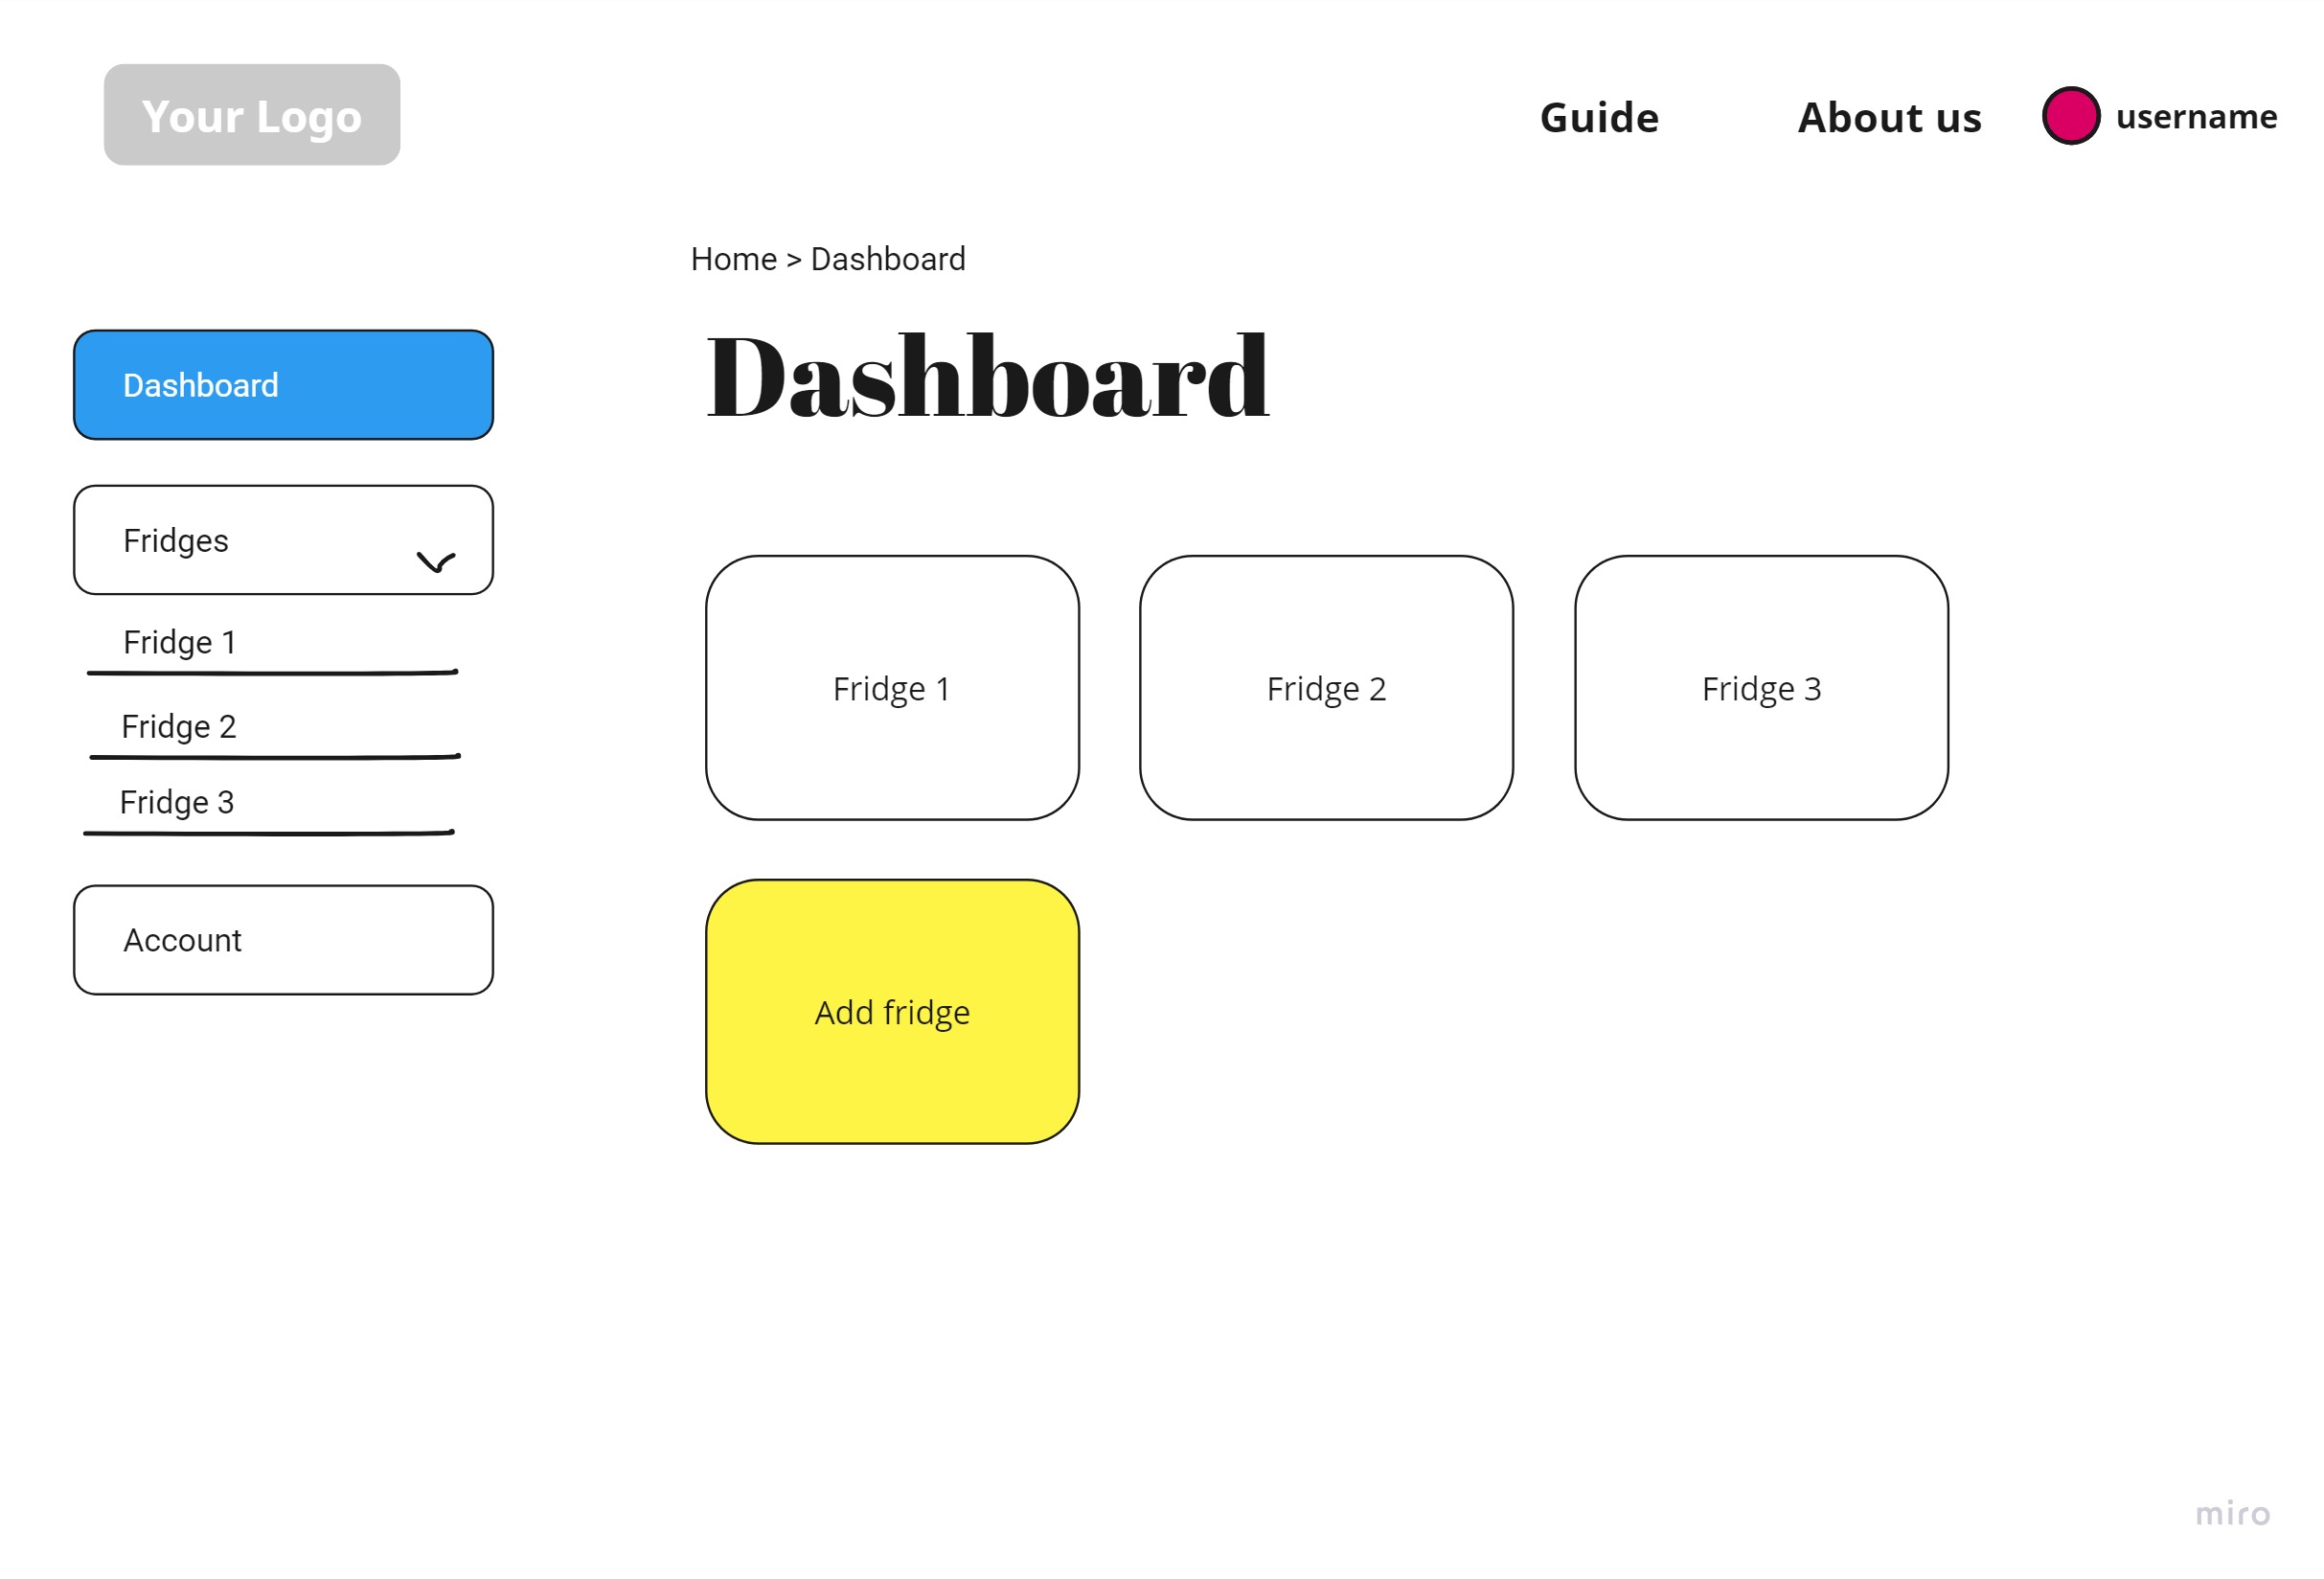 Your Logo
Guide
About us
username
Home > Dashboard
Dashboard
Dashboard
Fridges
Fridge 1
Fridge 2
Fridge 3
Account
Fridge 1
Fridge 2
Fridge 3
Add fridge
miro